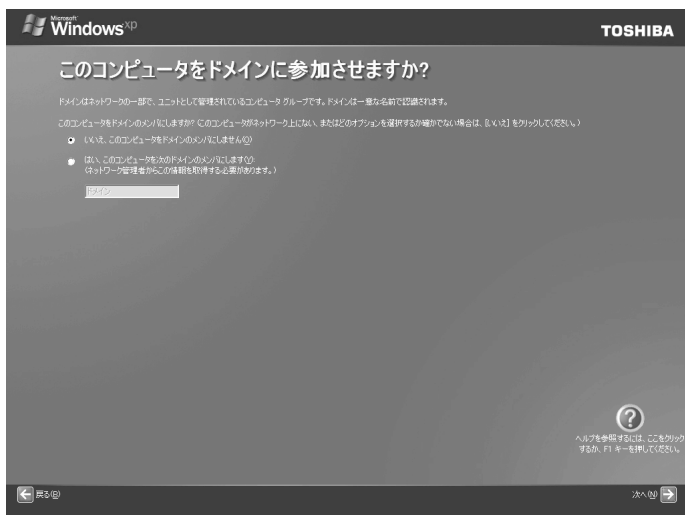 Microsoft
Windows xp
TOSHIBA
このコンピュータをドメインに参加させますか?
ドメインはネットワークの一部で、ユニットとして管理されているコンピュータ グループです。ドメインは一意な名前で認識されます。
このコンピュータをドメインのメンバにしますか? (このコンピュータがネットワーク上にない、またはどのオプションを選択するか確かでない場合は、[いいえ] をクリックしてください。)
いいえ、このコンピュータをドメインのメンバにしません(O)
はい、このコンピュータを次のドメインのメンバにします(Y):
(ネットワーク管理者からこの情報を取得する必要があります。)
ドメイン
ヘルプを参照するには、ここをクリック
するか、F1 キーを押してください。
戻る(B)
次へ(N)